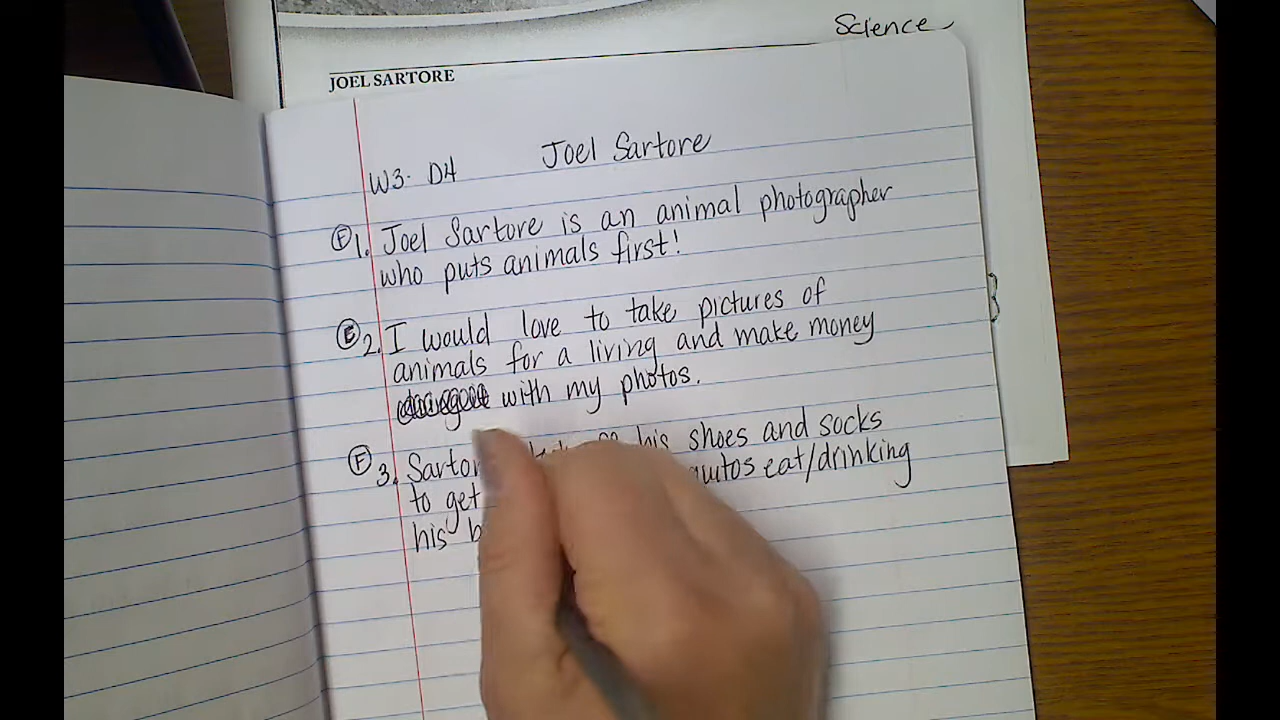 Science
JOEL SARTORE
Joel Sartore
W3- D4
Ⓕ 1. Joel Sartore is an animal photographer
who puts animals first!
Ⓔ 2. I would love to take pictures of
animals for a living and make money
with my photos.
Ⓕ 3. his shoes and socks
to get eat/drinking
his